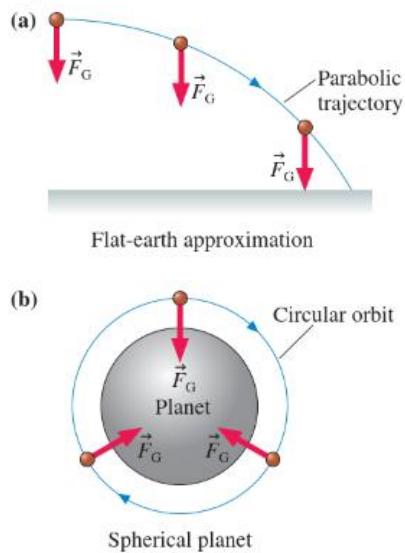 (a)
F⃗G
F⃗G
Parabolic
trajectory
F⃗G
Flat-earth approximation
(b)
Circular orbit
F⃗G
Planet
F⃗G
F⃗G
Spherical planet